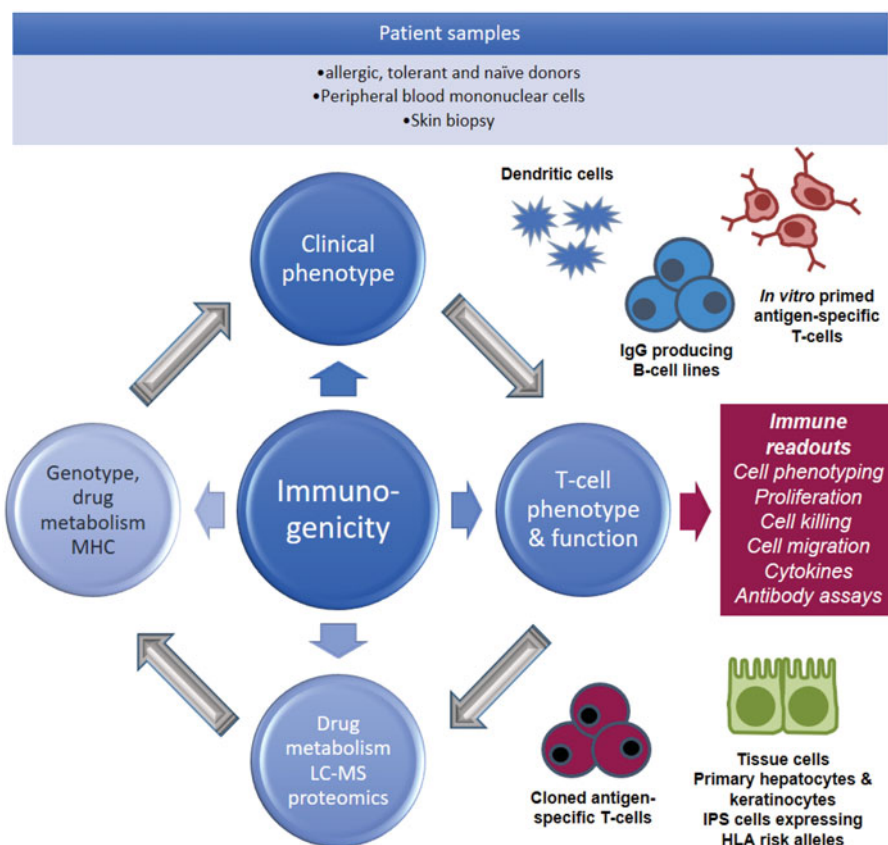 Patient samples
•allergic, tolerant and naïve donors
•Peripheral blood mononuclear cells
•Skin biopsy
Dendritic cells
Clinical
phenotype
In vitro primed
antigen-specific
T-cells
IgG producing
B-cell lines
Genotype,
drug
metabolism
MHC
Immuno-
genicity
T-cell
phenotype
& function
Immune
readouts
Cell phenotyping
Proliferation
Cell killing
Cell migration
Cytokines
Antibody assays
Drug
metabolism
LC-MS
proteomics
Cloned antigen-
specific T-cells
Tissue cells
Primary hepatocytes &
keratinocytes
IPS cells expressing
HLA risk alleles